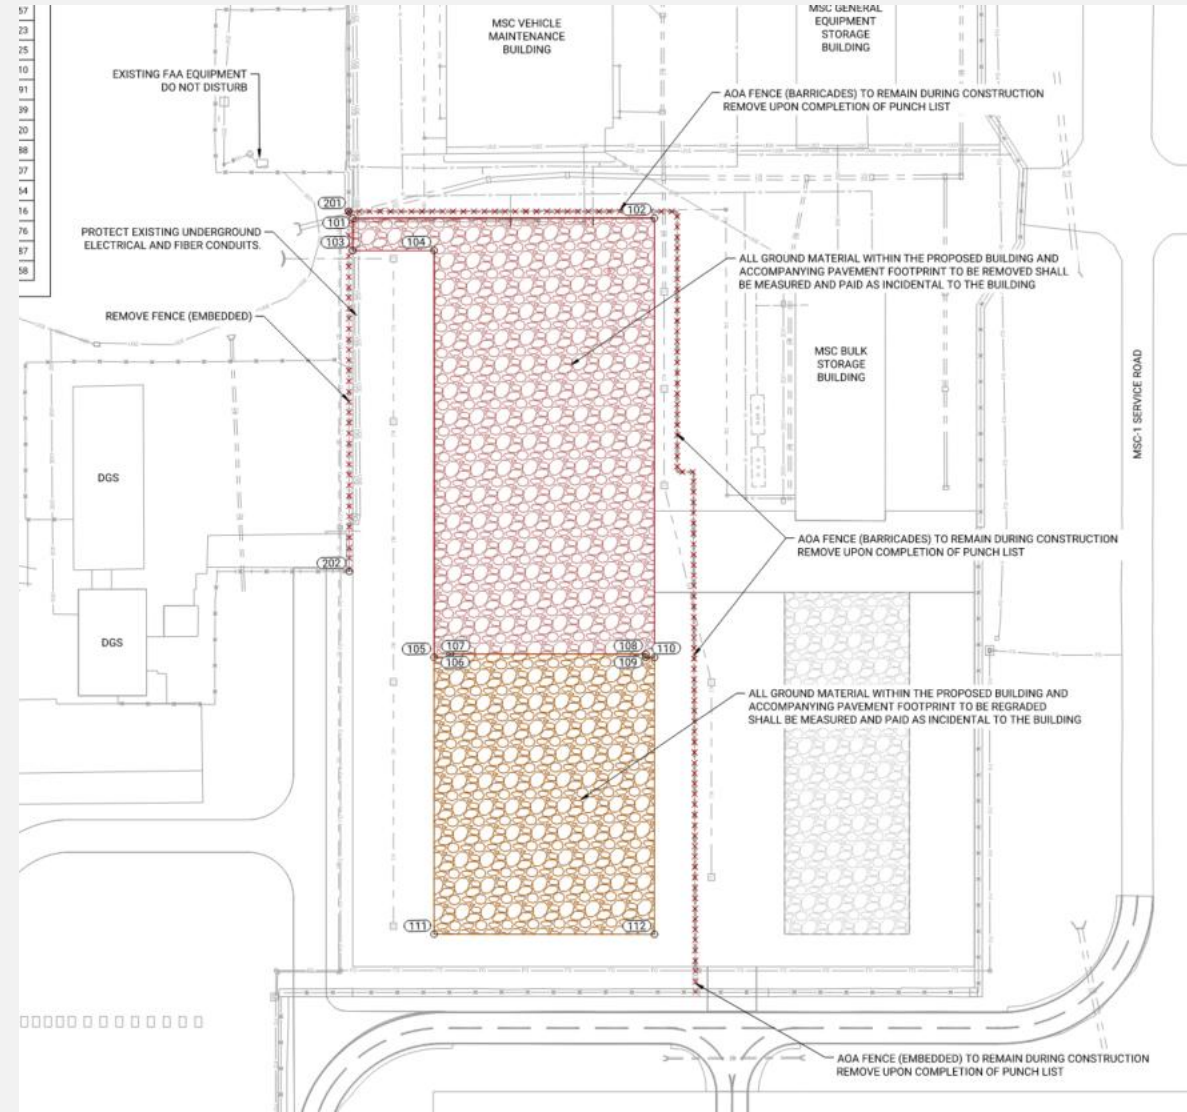 57
23
25
10
91
20
88
07
16
76
87
58
MSC VEHICLE
MAINTENANCE
BUILDING
MSC GENERAL
EQUIPMENT
STORAGE
BUILDING
EXISTING FAA EQUIPMENT
DO NOT DISTURB
AOA FENCE (BARRICADES) TO REMAIN DURING CONSTRUCTION
REMOVE UPON COMPLETION OF PUNCH LIST
201
101
102
103
104
PROTECT EXISTING UNDERGROUND
ELECTRICAL AND FIBER CONDUITS.
ALL GROUND MATERIAL WITHIN THE PROPOSED BUILDING AND
ACCOMPANYING PAVEMENT FOOTPRINT TO BE REMOVED SHALL
BE MEASURED AND PAID AS INCIDENTAL TO THE BUILDING
REMOVE FENCE (EMBEDDED)
MSC BULK
STORAGE
BUILDING
MSC-1 SERVICE ROAD
DGS
AOA FENCE (BARRICADES) TO REMAIN DURING CONSTRUCTION
REMOVE UPON COMPLETION OF PUNCH LIST
202
DGS
105
107
108
110
106
109
ALL GROUND MATERIAL WITHIN THE PROPOSED BUILDING AND
ACCOMPANYING PAVEMENT FOOTPRINT TO BE REGRADED
SHALL BE MEASURED AND PAID AS INCIDENTAL TO THE BUILDING
111
112
AOA FENCE (EMBEDDED) TO REMAIN DURING CONSTRUCTION
REMOVE UPON COMPLETION OF PUNCH LIST